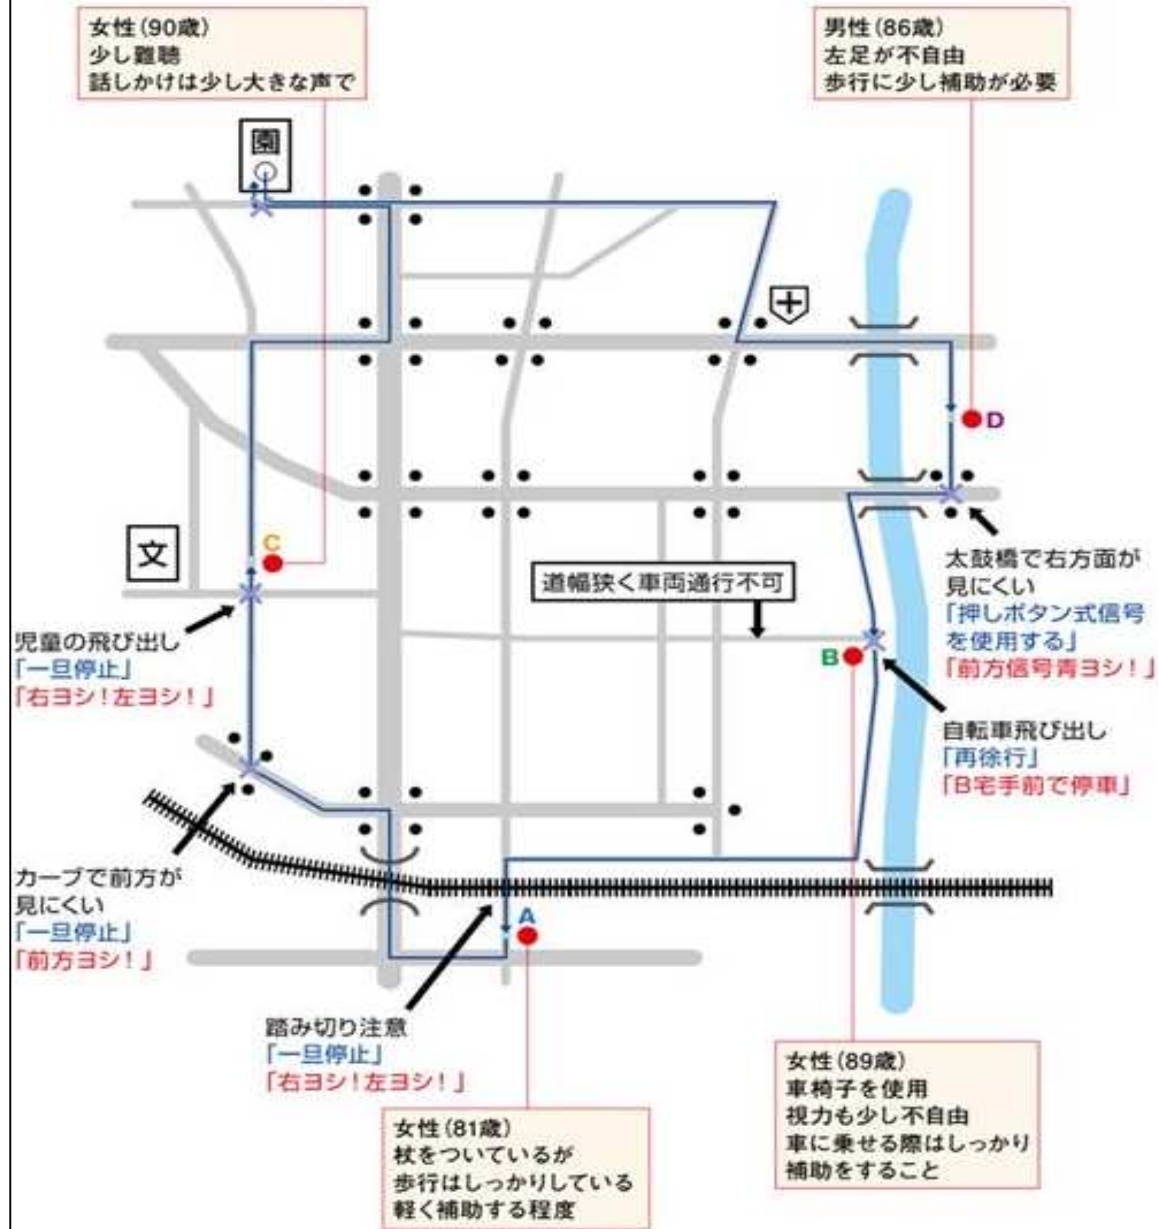 女性(90歳)
少し難聴
話しかけは少し大きな声で
男性(86歳)
左足が不自由
歩行に少し補助が必要
園
D
文
C
道幅狭く車両通行不可
太鼓橋で右方面が
見にくい
「押しボタン式信号
を使用する」
「前方信号青ヨシ!」
児童の飛び出し
「一旦停止」
「右ヨシ!左ヨシ!」
B
自転車飛び出し
「再徐行」
「B宅手前で停車」
カーブで前方が
見にくい
「一旦停止」
「前方ヨシ!」
A
踏み切り注意
「一旦停止」
「右ヨシ!左ヨシ!」
女性(89歳)
車椅子を使用
視力も少し不自由
車に乗せる際はしっかり
補助をすること
女性(81歳)
杖をついているが
歩行はしっかりしている
軽く補助する程度